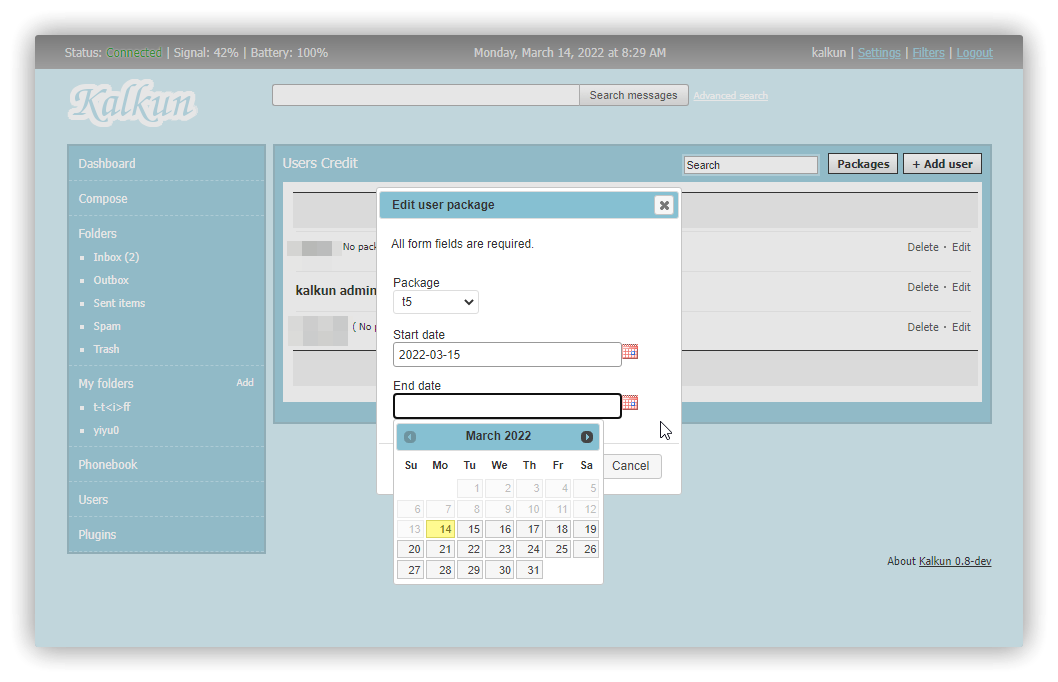 Status: Connected | Signal: 42% | Battery: 100%
Monday, March 14, 2022 at 8:29 AM
kalkun | Settings | Filters | Logout
Kalkun
Search messages
Advanced search
Dashboard
Compose
Folders
Inbox (2)
Outbox
Sent items
Spam
Trash
My folders Add
t-t<i>ff
yiyu0
Phonebook
Users
Plugins
Users Credit
Search
Packages
+ Add user
No pack
Delete · Edit
kalkun admin
Delete · Edit
( No p
Delete · Edit
Edit user package
All form fields are required.
Package
t5
Start date
2022-03-15
End date
March 2022
Su Mo Tu We Th Fr Sa
1 2 3 4 5
6 7 8 9 10 11 12
13 14 15 16 17 18 19
20 21 22 23 24 25 26
27 28 29 30 31
Cancel
About Kalkun 0.8-dev